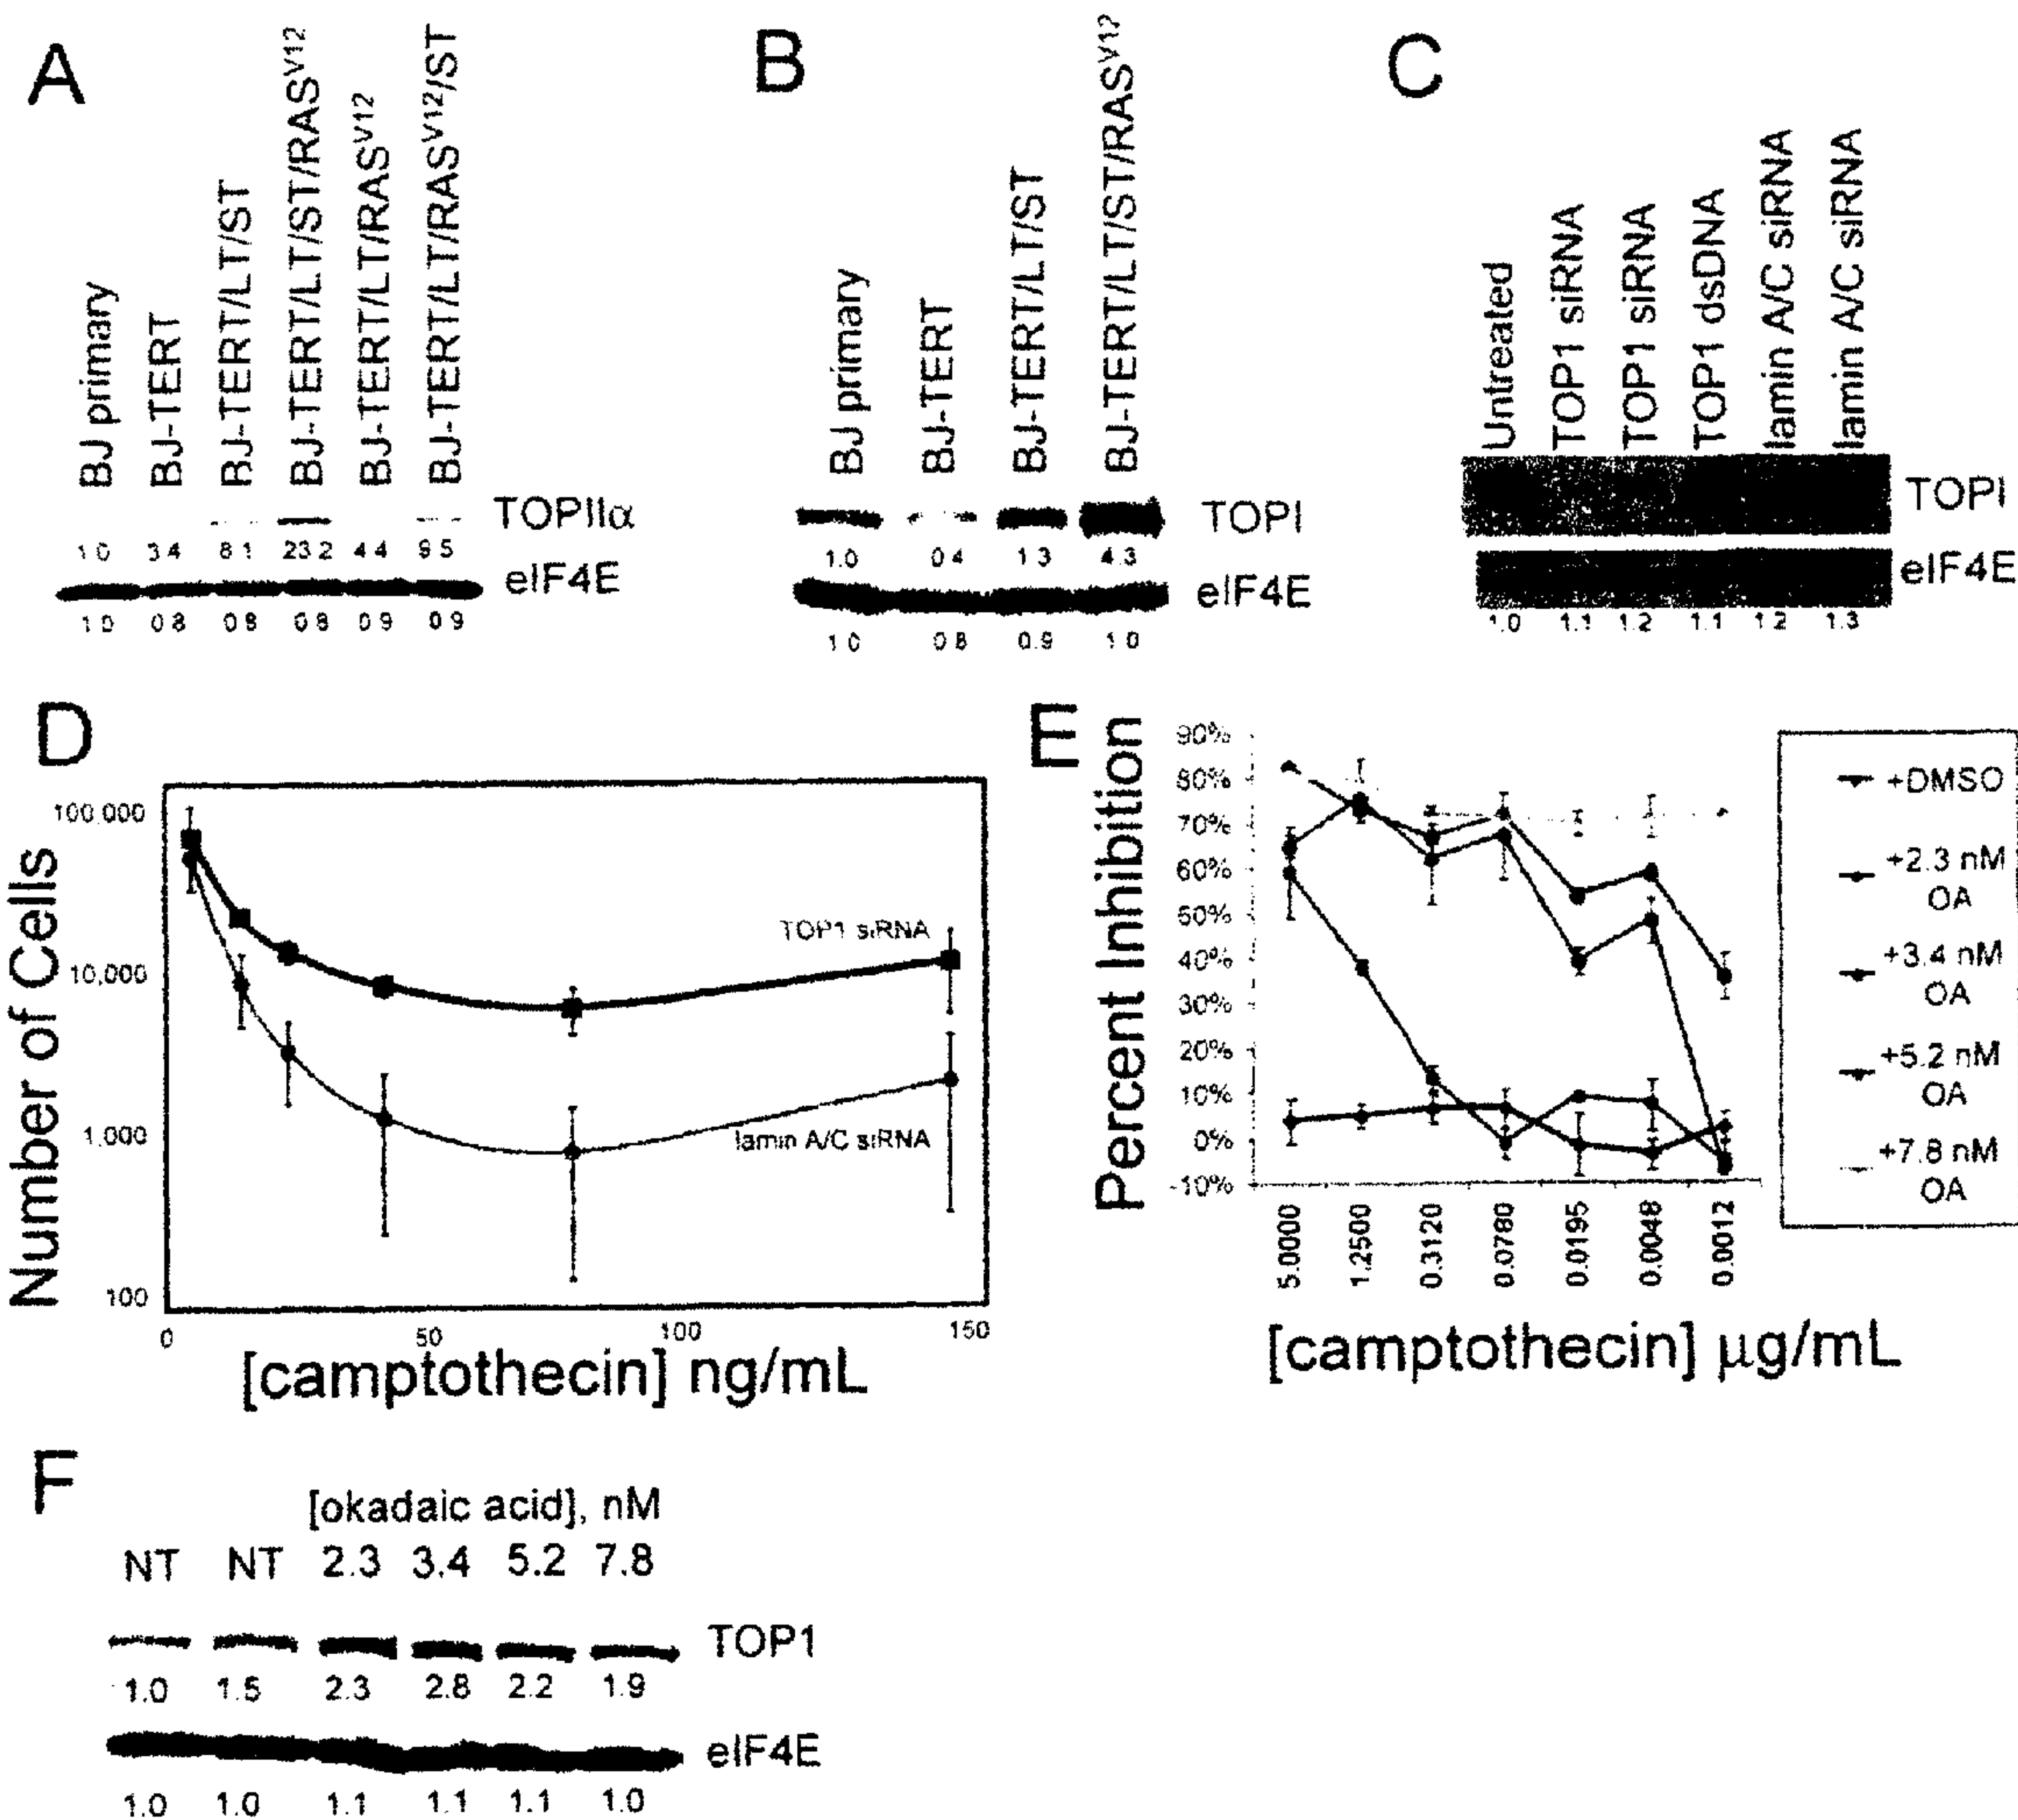 A
BJ primary
BJ-TERT
BJ-TERT/LT/ST
BJ-TERT/LT/ST/RASV12
BJ-TERT/LT/RASV12
BJ-TERT/LT/RASV12/ST
TOPIIα
1.0 3.4 8.1 23.2 4.4 9.5
eIF4E
1.0 0.8 0.8 0.8 0.9 0.9
B
BJ primary
BJ-TERT
BJ-TERT/LT/ST
BJ-TERT/LT/ST/RASV12
TOPI
1.0 0.4 1.3 4.3
eIF4E
1.0 0.8 0.9 1.0
C
Untreated
TOP1 siRNA
TOP1 siRNA
TOP1 dsDNA
lamin A/C siRNA
lamin A/C siRNA
TOPI
eIF4E
1.0 1.1 1.2 1.1 1.2 1.3
D
Number of Cells
100,000
10,000
1,000
100
TOP1 siRNA
lamin A/C siRNA
0 50 100 150
[camptothecin] ng/mL
E
Percent Inhibition
90%
80%
70%
60%
50%
40%
30%
20%
10%
0%
-10%
5.0000
1.2500
0.3120
0.0780
0.0195
0.0048
0.0012
[camptothecin] µg/mL
+DMSO
+2.3 nM
OA
+3.4 nM
OA
+5.2 nM
OA
+7.8 nM
OA
F
[okadaic acid], nM
NT NT 2.3 3.4 5.2 7.8
TOP1
1.0 1.5 2.3 2.8 2.2 1.9
eIF4E
1.0 1.0 1.1 1.1 1.1 1.0